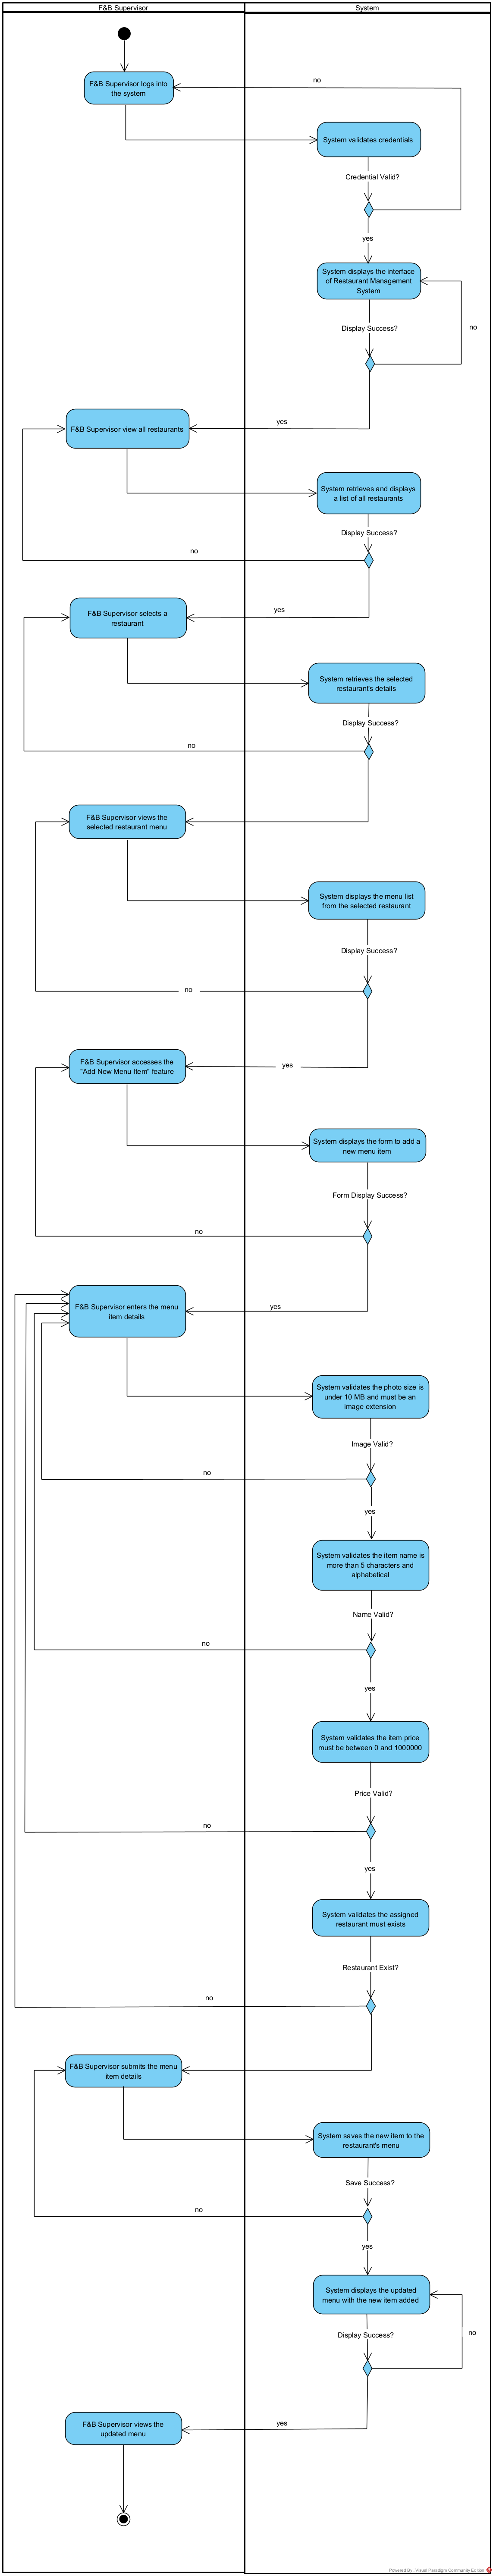 F&B Supervisor
System
F&B Supervisor logs into
the system
no
System validates credentials
Credential Valid?
yes
System displays the interface
of Restaurant Management
System
Display Success?
no
yes
F&B Supervisor view all restaurants
System retrieves and displays
a list of all restaurants
Display Success?
no
yes
F&B Supervisor selects a
restaurant
System retrieves the selected
restaurant's details
Display Success?
no
F&B Supervisor views the
selected restaurant menu
System displays the menu list
from the selected restaurant
Display Success?
no
yes
F&B Supervisor accesses the
"Add New Menu Item" feature
System displays the form to add a
new menu item
Form Display Success?
no
yes
F&B Supervisor enters the menu
item details
System validates the photo size is
under 10 MB and must be an
image extension
Image Valid?
no
yes
System validates the item name is
more than 5 characters and
alphabetical
Name Valid?
no
yes
System validates the item price
must be between 0 and 1000000
Price Valid?
no
yes
System validates the assigned
restaurant must exists
Restaurant Exist?
no
F&B Supervisor submits the menu
item details
System saves the new item to the
restaurant's menu
Save Success?
no
yes
System displays the updated
menu with the new item added
Display Success?
no
yes
F&B Supervisor views the
updated menu
Powered By: Visual Paradigm Community Edition